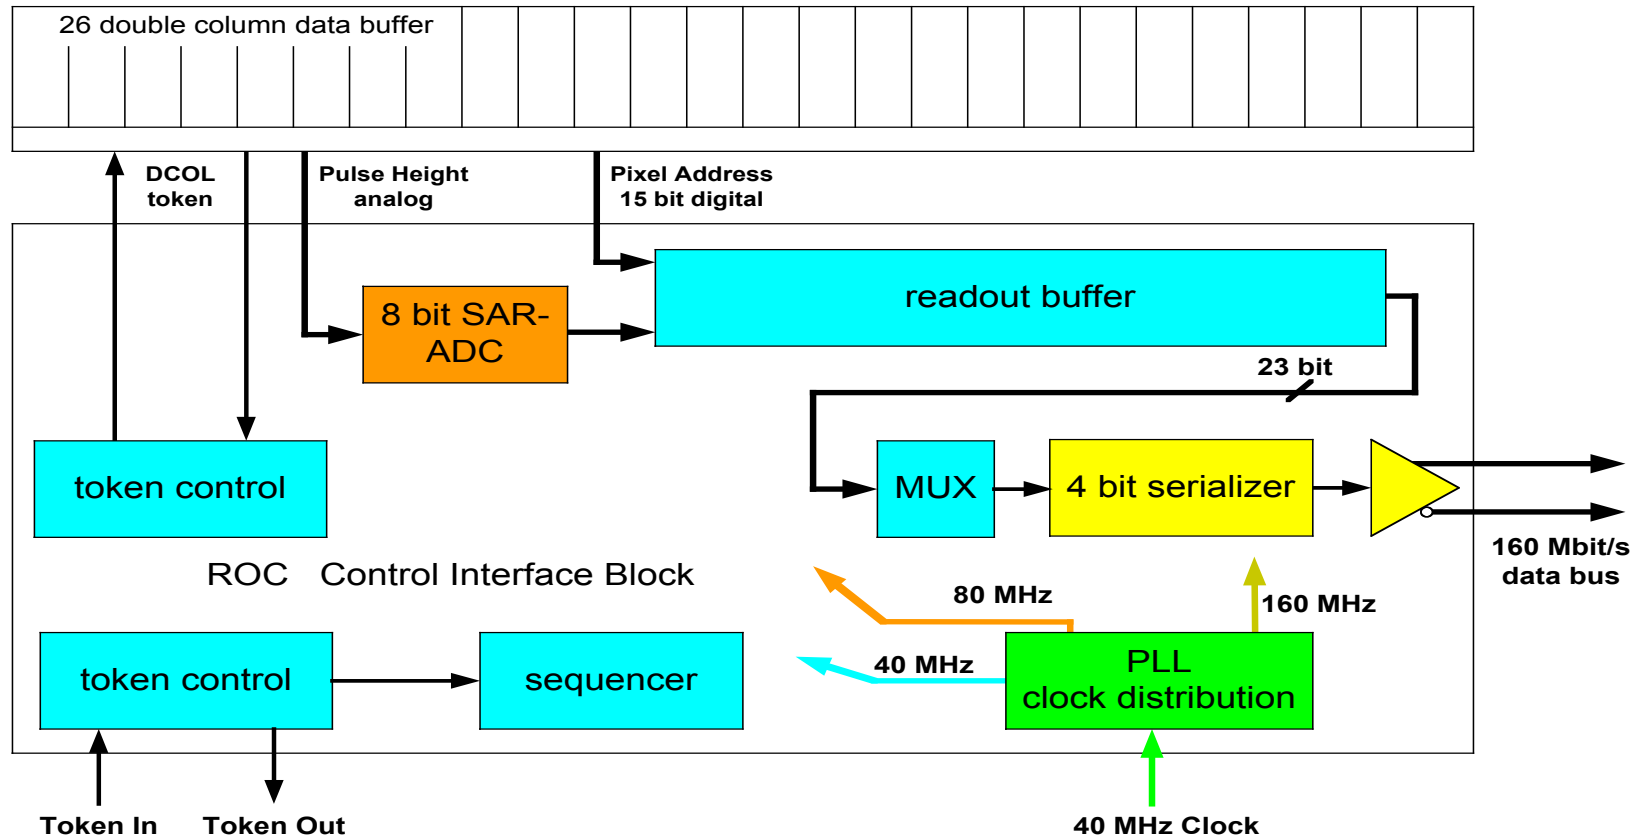 26 double column data buffer
DCOL
token
Pulse Height
analog
Pixel Address
15 bit digital
readout buffer
8 bit SAR-
ADC
23 bit
token control
MUX
4 bit serializer
160 Mbit/s
data bus
ROC Control Interface Block
80 MHz
160 MHz
40 MHz
token control
sequencer
PLL
clock distribution
Token In
Token Out
40 MHz Clock